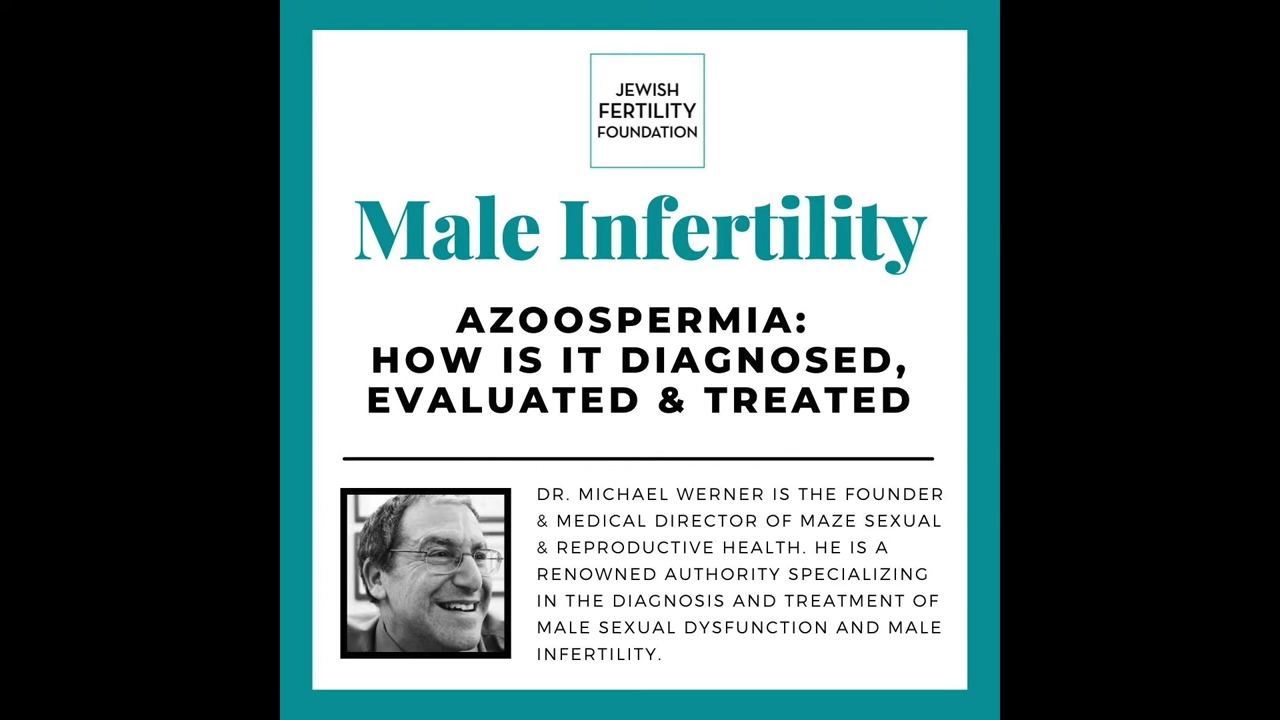 JEWISH
FERTILITY
FOUNDATION
Male Infertility
AZOOSPERMIA:
HOW IS IT DIAGNOSED,
EVALUATED & TREATED
DR. MICHAEL WERNER IS THE FOUNDER
& MEDICAL DIRECTOR OF MAZE SEXUAL
& REPRODUCTIVE HEALTH. HE IS A
RENOWNED AUTHORITY SPECIALIZING
IN THE DIAGNOSIS AND TREATMENT OF
MALE SEXUAL DYSFUNCTION AND MALE
INFERTILITY.